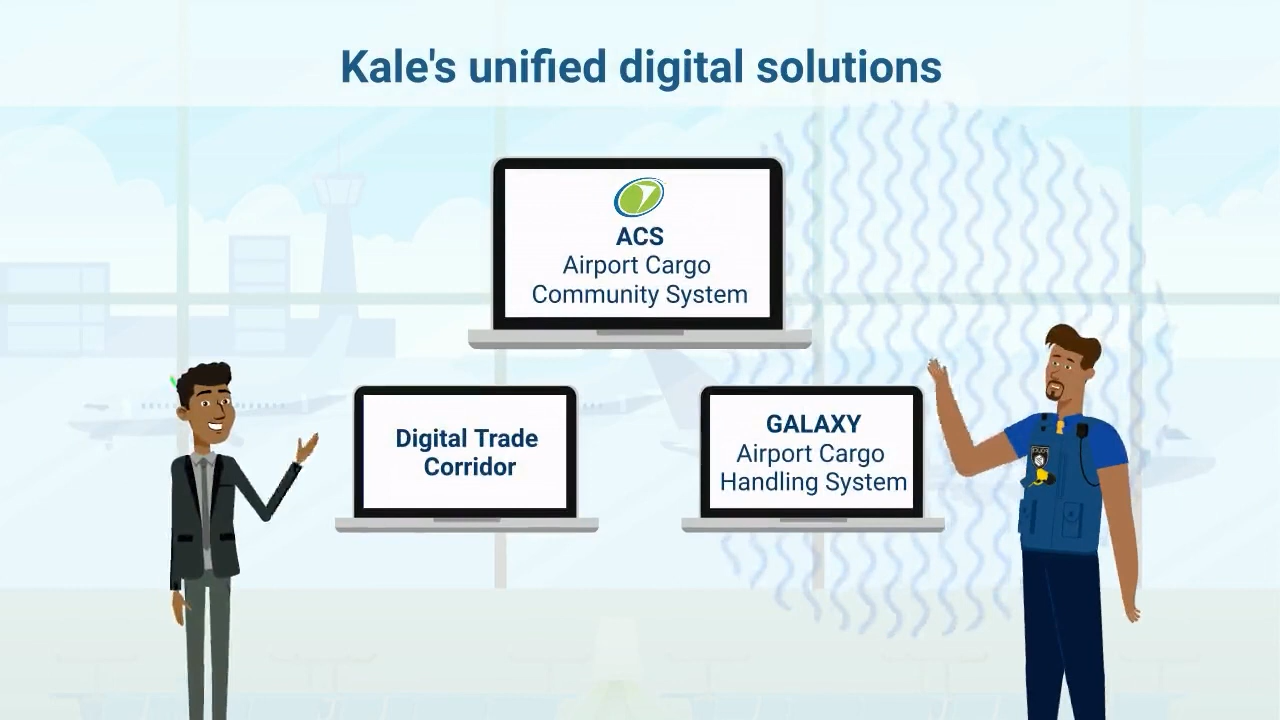 Kale's unified digital solutions
ACS
Airport Cargo
Community System
Digital Trade
Corridor
GALAXY
Airport Cargo
Handling System